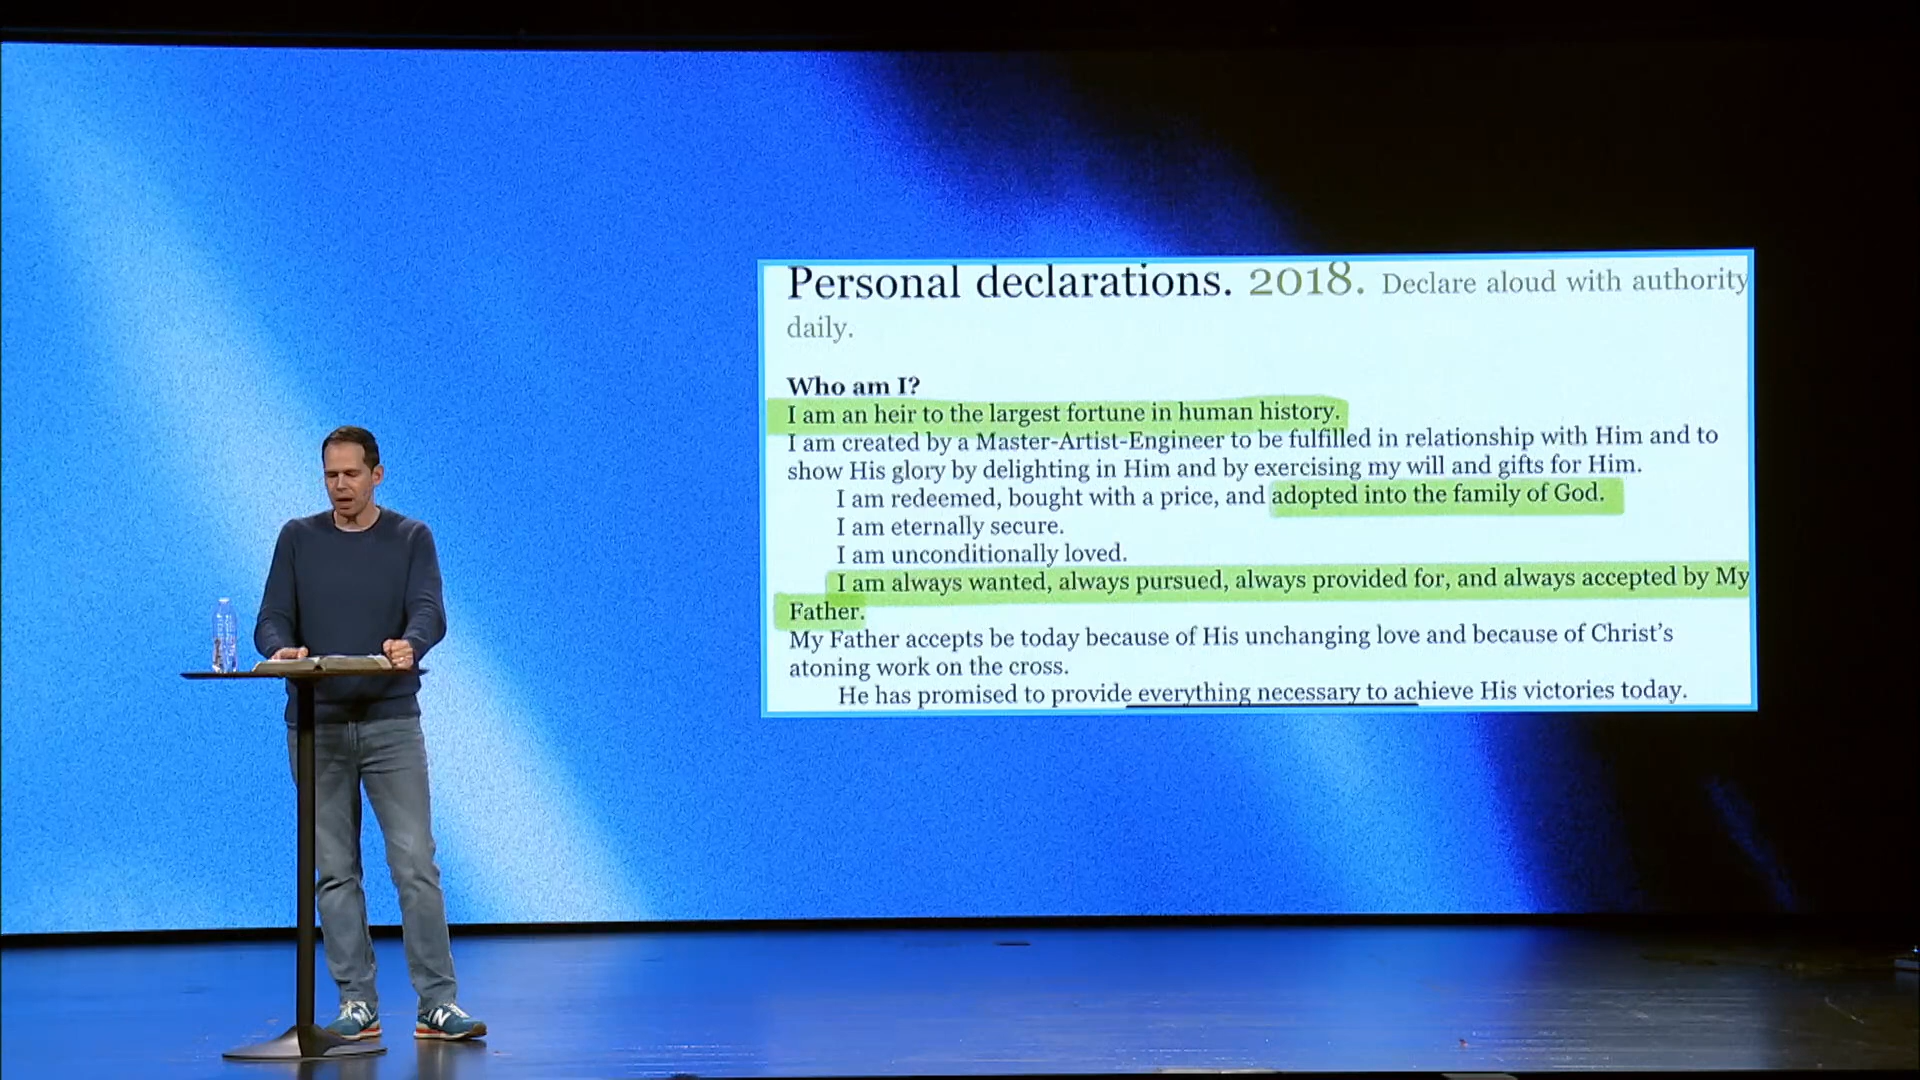 Personal declarations. 2018. Declare aloud with authority
daily.
Who am I?
I am an heir to the largest fortune in human history.
I am created by a Master-Artist-Engineer to be fulfilled in relationship with Him and to
show His glory by delighting in Him and by exercising my will and gifts for Him.
I am redeemed, bought with a price, and adopted into the family of God.
I am eternally secure.
I am unconditionally loved.
I am always wanted, always pursued, always provided for, and always accepted by My
Father.
My Father accepts be today because of His unchanging love and because of Christ's
atoning work on the cross.
He has promised to provide everything necessary to achieve His victories today.
N
N